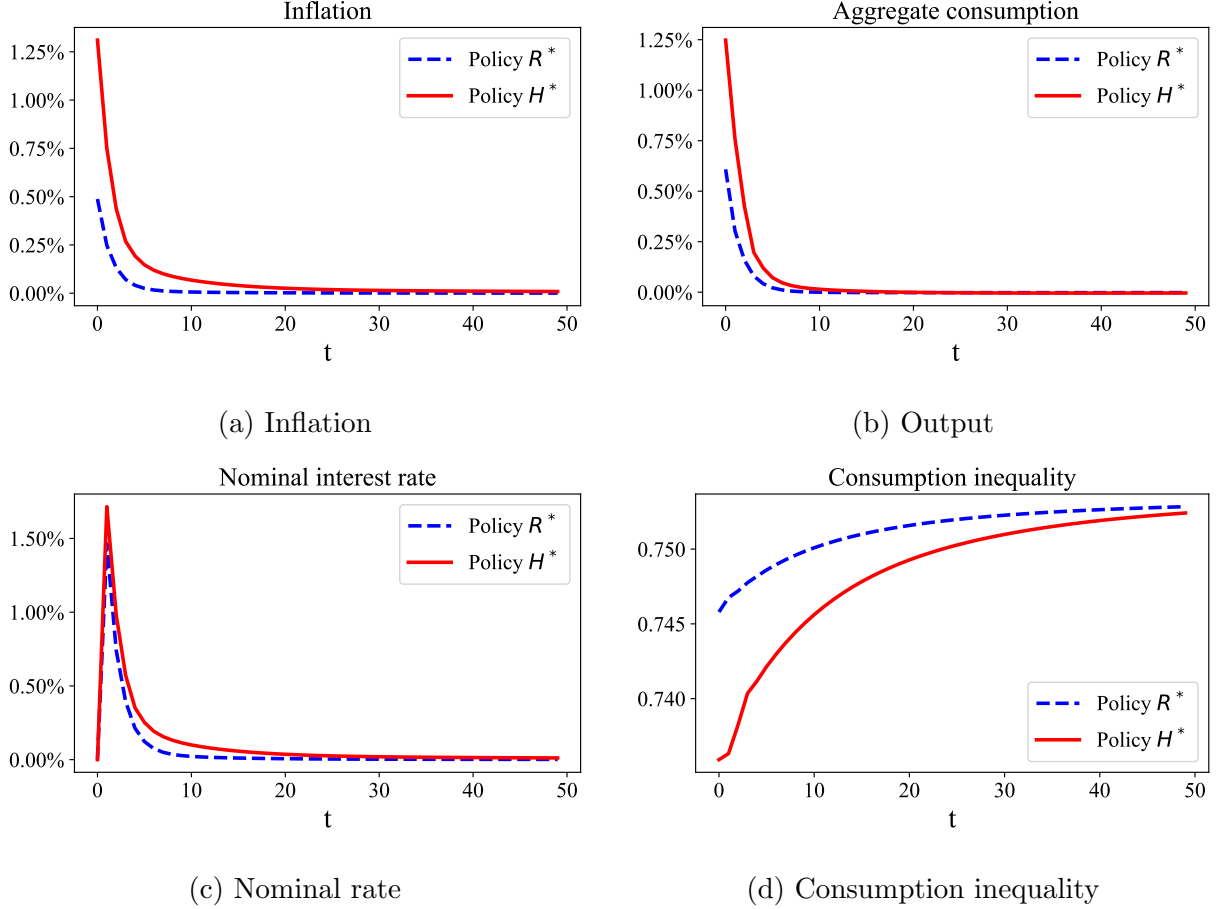 Inflation
1.25%
1.00%
0.75%
0.50%
0.25%
0.00%
Policy R*
Policy H*
0 10 20 30 40 50
t
(a) Inflation
Aggregate consumption
1.25%
1.00%
0.75%
0.50%
0.25%
0.00%
Policy R*
Policy H*
0 10 20 30 40 50
t
(b) Output
Nominal interest rate
1.50%
1.00%
0.50%
0.00%
Policy R*
Policy H*
0 10 20 30 40 50
t
(c) Nominal rate
Consumption inequality
0.750
0.745
0.740
Policy R*
Policy H*
0 10 20 30 40 50
t
(d) Consumption inequality